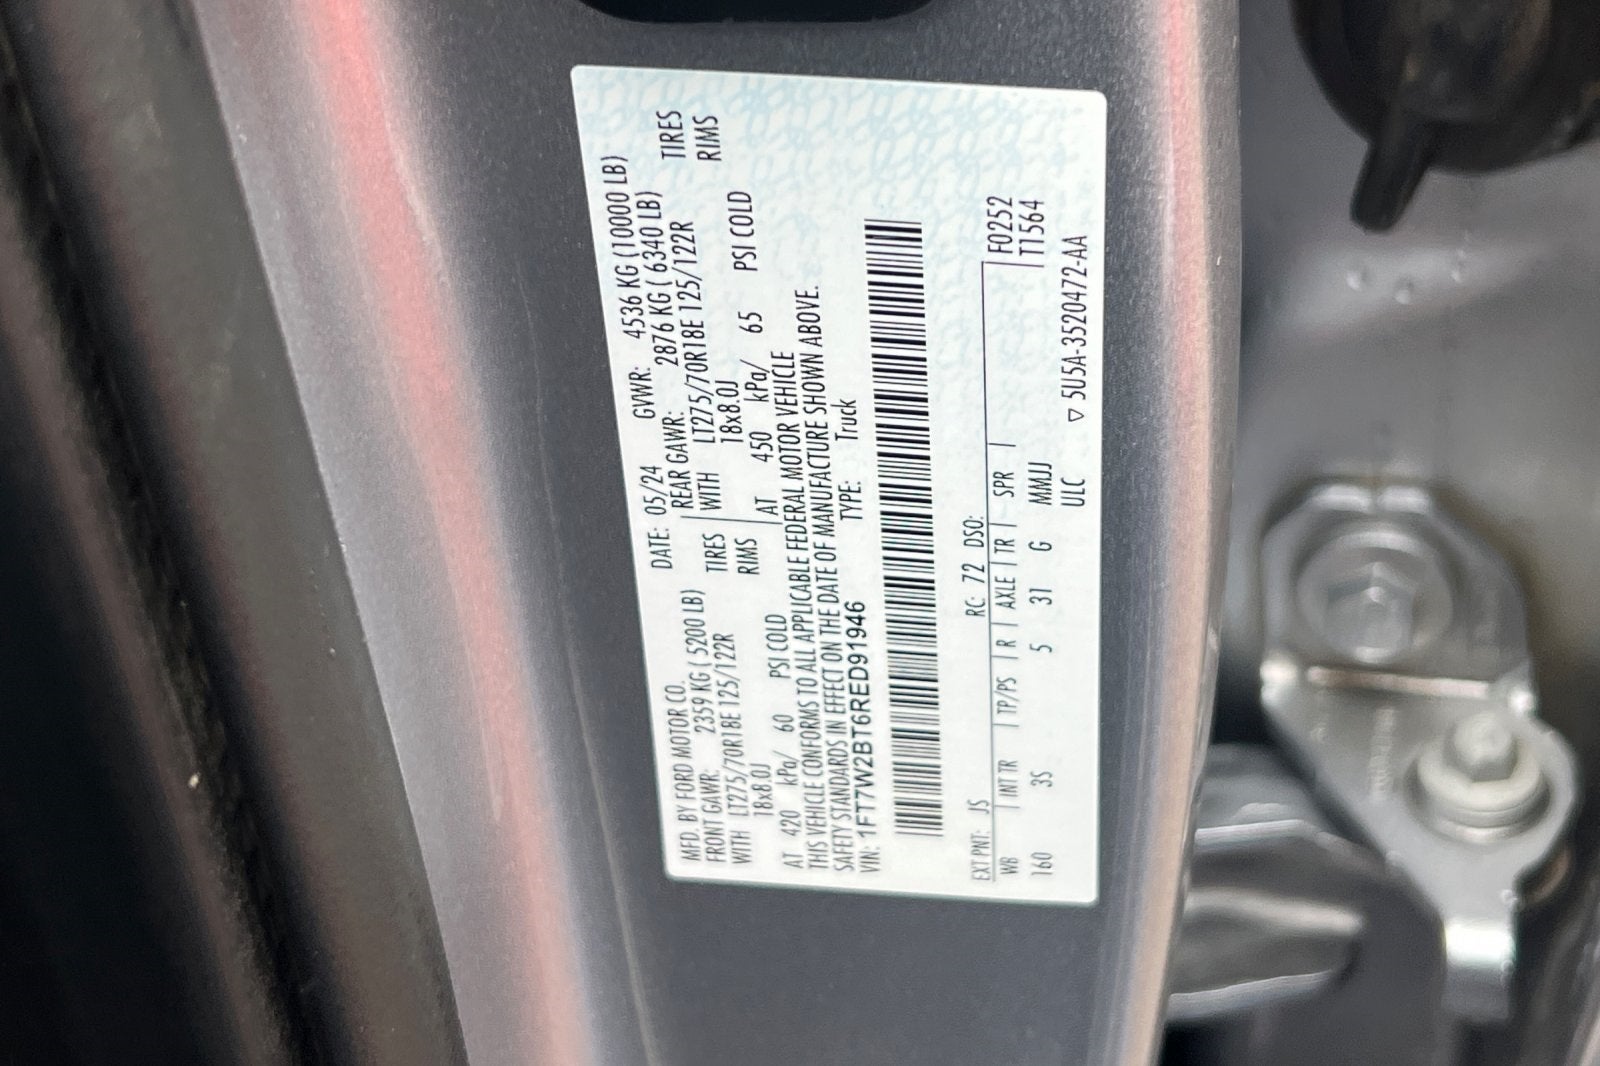 MFD. BY FORD MOTOR CO. DATE: 05/24 GVWR: 4536 KG (10000 LB)
FRONT GAWR: 2359 KG ( 5200 LB) REAR GAWR: 2876 KG ( 6340 LB)
WITH LT275/70R18E 125/122R TIRES WITH LT275/70R18E 125/122R TIRES
18x8.0J RIMS 18x8.0J RIMS
AT 420 kPa/ 60 PSI COLD AT 450 kPa/ 65 PSI COLD
THIS VEHICLE CONFORMS TO ALL APPLICABLE FEDERAL MOTOR VEHICLE
SAFETY STANDARDS IN EFFECT ON THE DATE OF MANUFACTURE SHOWN ABOVE.
VIN: 1FT7W2BT6RED91946 TYPE: Truck
EXT PNT: JS RC: 72 DSO:
WB INT TR TP/PS R AXLE TR SPR F0252
160 3S 5 31 G MMUJ T1564
ULC ▽ 5U5A-3520472-AA